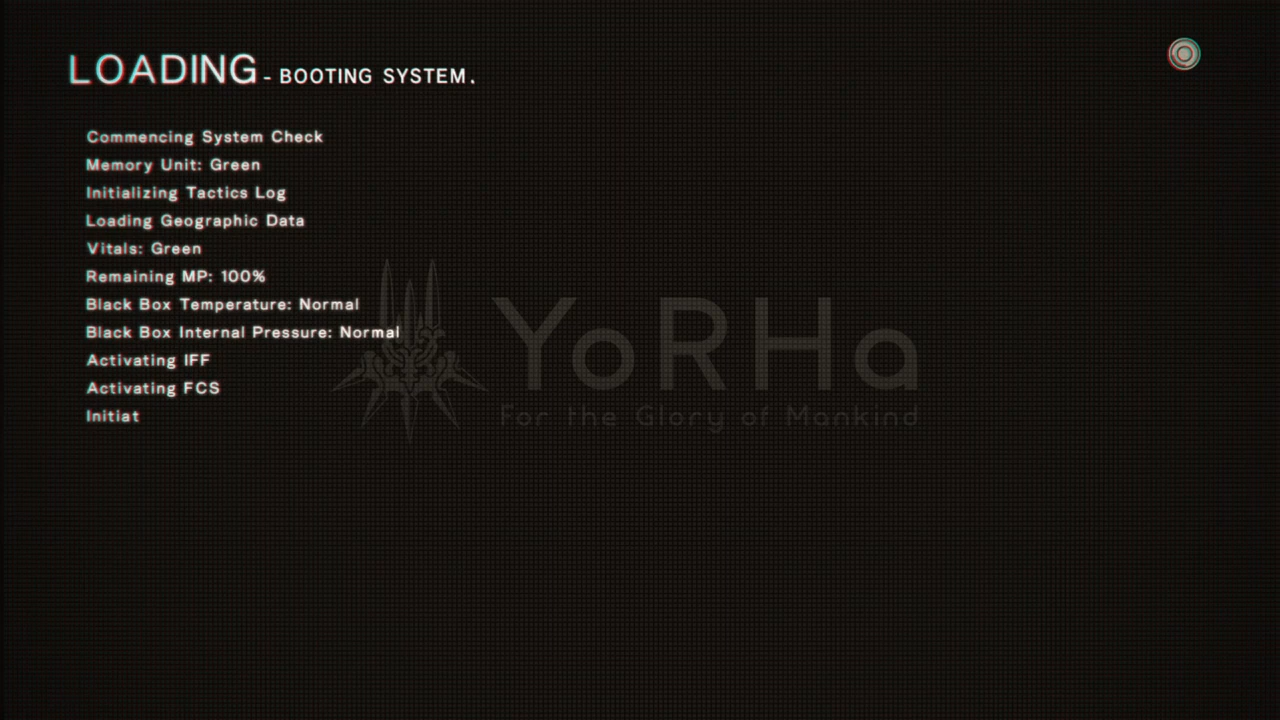 LOADING - BOOTING SYSTEM.
Commencing System Check
Memory Unit: Green
Initializing Tactics Log
Loading Geographic Data
Vitals: Green
Remaining MP: 100%
Black Box Temperature: Normal
Black Box Internal Pressure: Normal
Activating IFF
Activating FCS
Initiat
YoRHa
For the Glory of Mankind